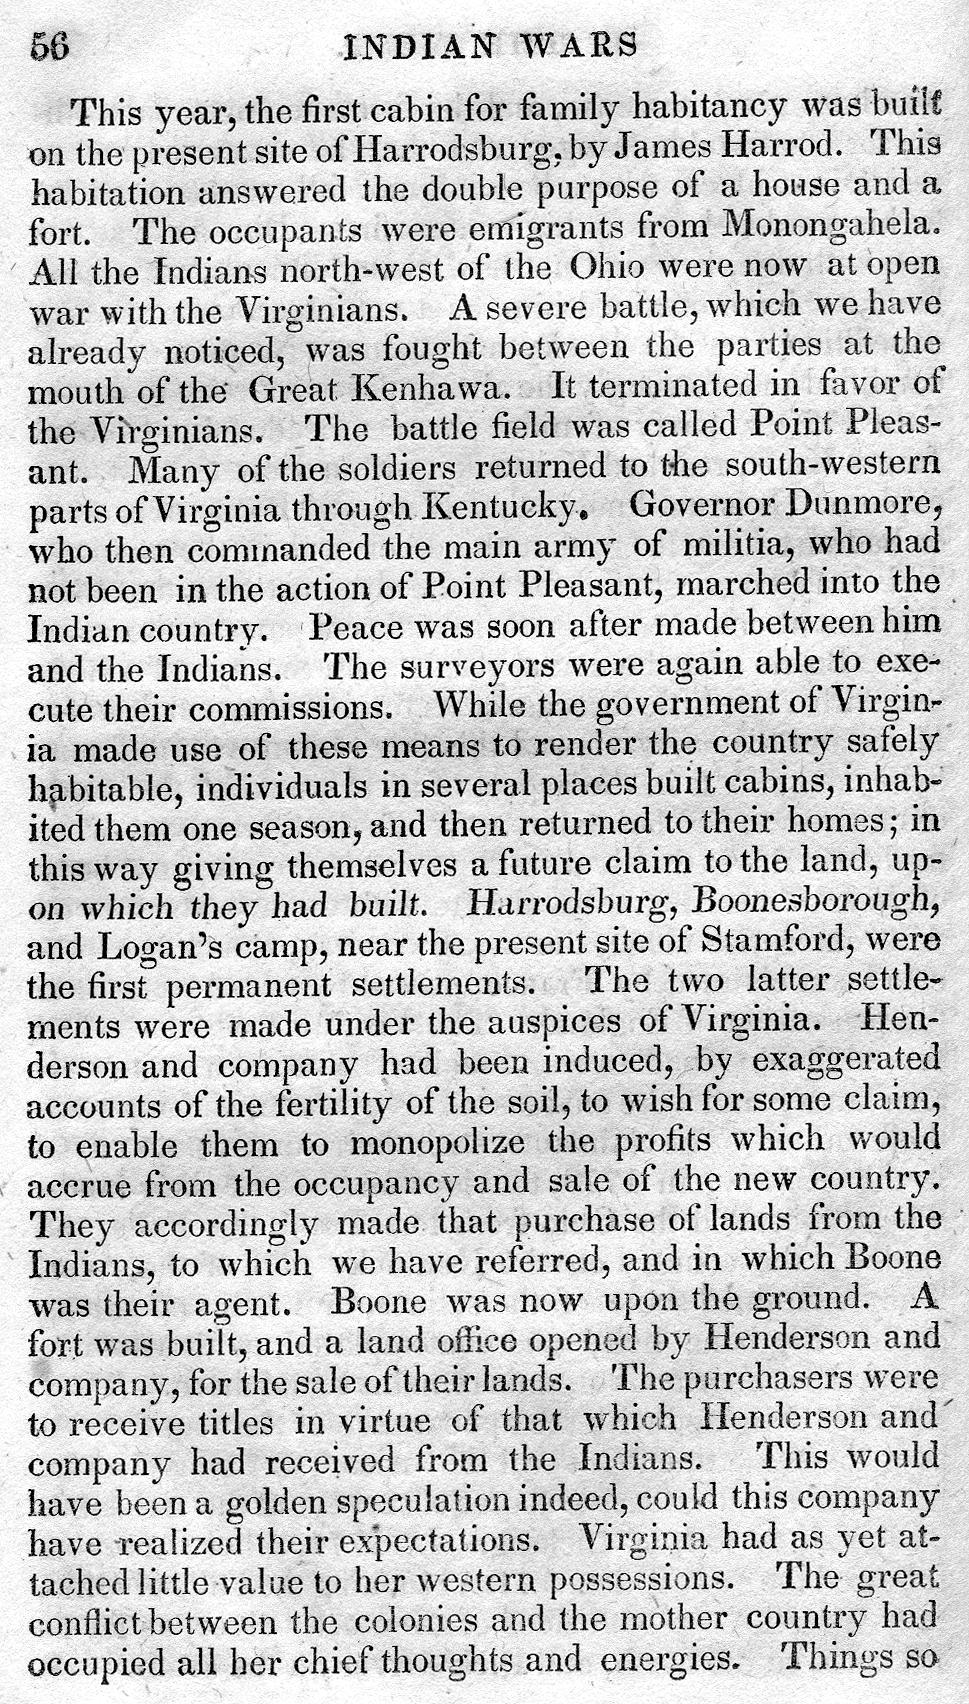 56 INDIAN WARS
This year, the first cabin for family habitancy was built
on the present site of Harrodsburg, by James Harrod. This
habitation answered the double purpose of a house and a
fort. The occupants were emigrants from Monongahela.
All the Indians north-west of the Ohio were now at open
war with the Virginians. A severe battle, which we have
already noticed, was fought between the parties at the
mouth of the Great Kenhawa. It terminated in favor of
the Virginians. The battle field was called Point Pleas-
ant. Many of the soldiers returned to the south-western
parts of Virginia through Kentucky. Governor Dunmore,
who then commanded the main army of militia, who had
not been in the action of Point Pleasant, marched into the
Indian country. Peace was soon after made between him
and the Indians. The surveyors were again able to exe-
cute their commissions. While the government of Virgin-
ia made use of these means to render the country safely
habitable, individuals in several places built cabins, inhab-
ited them one season, and then returned to their homes; in
this way giving themselves a future claim to the land, up-
on which they had built. Harrodsburg, Boonesborough,
and Logan's camp, near the present site of Stamford, were
the first permanent settlements. The two latter settle-
ments were made under the auspices of Virginia. Hen-
derson and company had been induced, by exaggerated
accounts of the fertility of the soil, to wish for some claim,
to enable them to monopolize the profits which would
accrue from the occupancy and sale of the new country.
They accordingly made that purchase of lands from the
Indians, to which we have referred, and in which Boone
was their agent. Boone was now upon the ground. A
fort was built, and a land office opened by Henderson and
company, for the sale of their lands. The purchasers were
to receive titles in virtue of that which Henderson and
company had received from the Indians. This would
have been a golden speculation indeed, could this company
have realized their expectations. Virginia had as yet at-
tached little value to her western possessions. The great
conflict between the colonies and the mother country had
occupied all her chief thoughts and energies. Things so